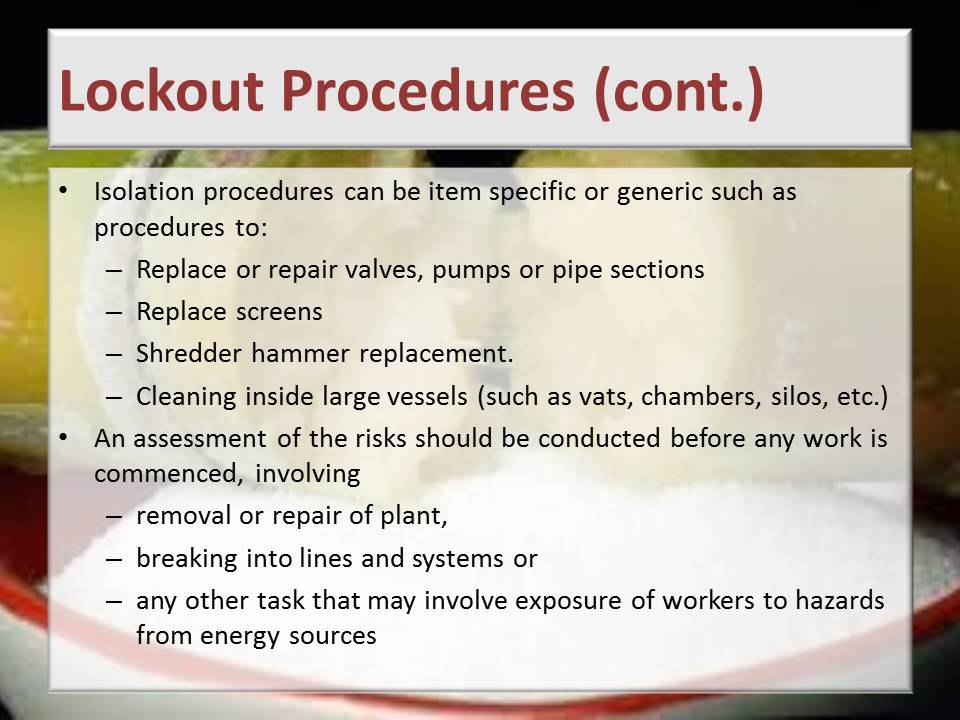 Lockout Procedures (cont.)
• Isolation procedures can be item specific or generic such as
procedures to:
– Replace or repair valves, pumps or pipe sections
– Replace screens
– Shredder hammer replacement.
– Cleaning inside large vessels (such as vats, chambers, silos, etc.)
• An assessment of the risks should be conducted before any work is
commenced, involving
– removal or repair of plant,
– breaking into lines and systems or
– any other task that may involve exposure of workers to hazards
from energy sources